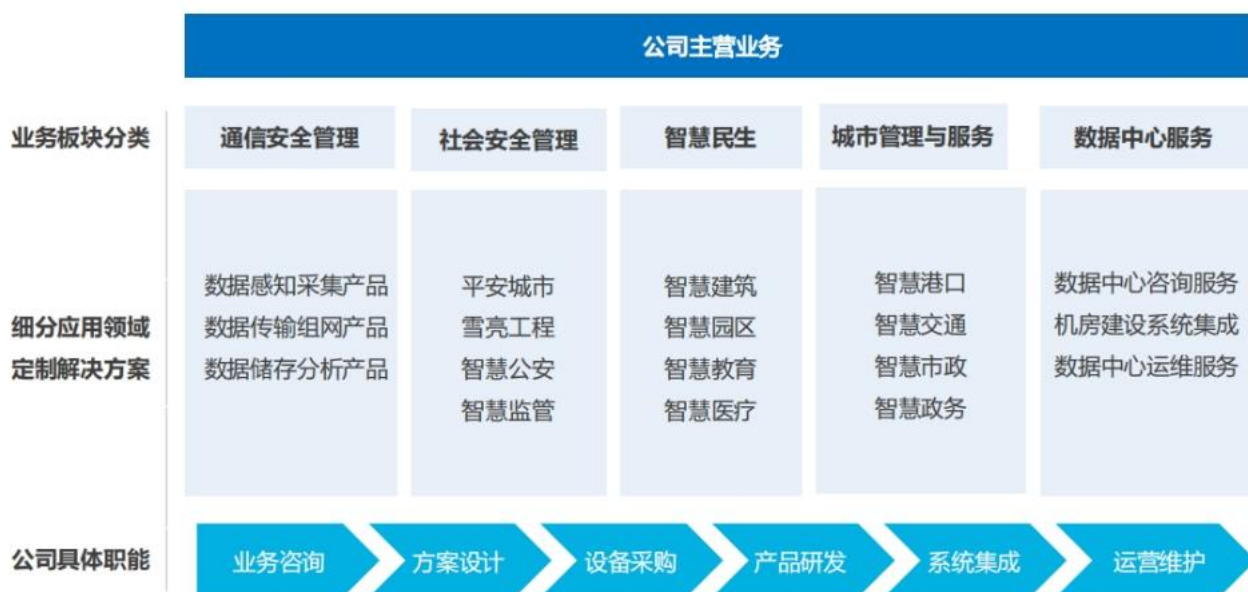 公司主营业务
业务板块分类
通信安全管理
社会安全管理
智慧民生
城市管理与服务
数据中心服务
细分应用领域
定制解决方案
数据感知采集产品
数据传输组网产品
数据储存分析产品
平安城市
雪亮工程
智慧公安
智慧监管
智慧建筑
智慧园区
智慧教育
智慧医疗
智慧港口
智慧交通
智慧市政
智慧政务
数据中心咨询服务
机房建设系统集成
数据中心运维服务
公司具体职能
业务咨询
方案设计
设备采购
产品研发
系统集成
运营维护